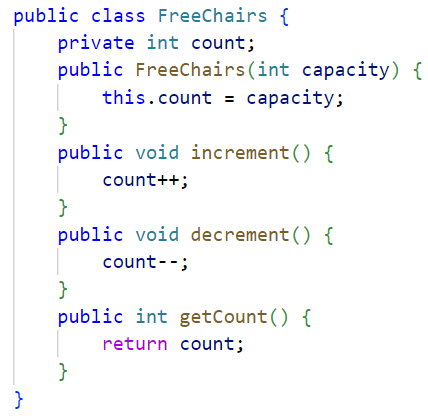 public class FreeChairs {
    private int count;
    public FreeChairs(int capacity) {
        this.count = capacity;
    }
    public void increment() {
        count++;
    }
    public void decrement() {
        count--;
    }
    public int getCount() {
        return count;
    }
}